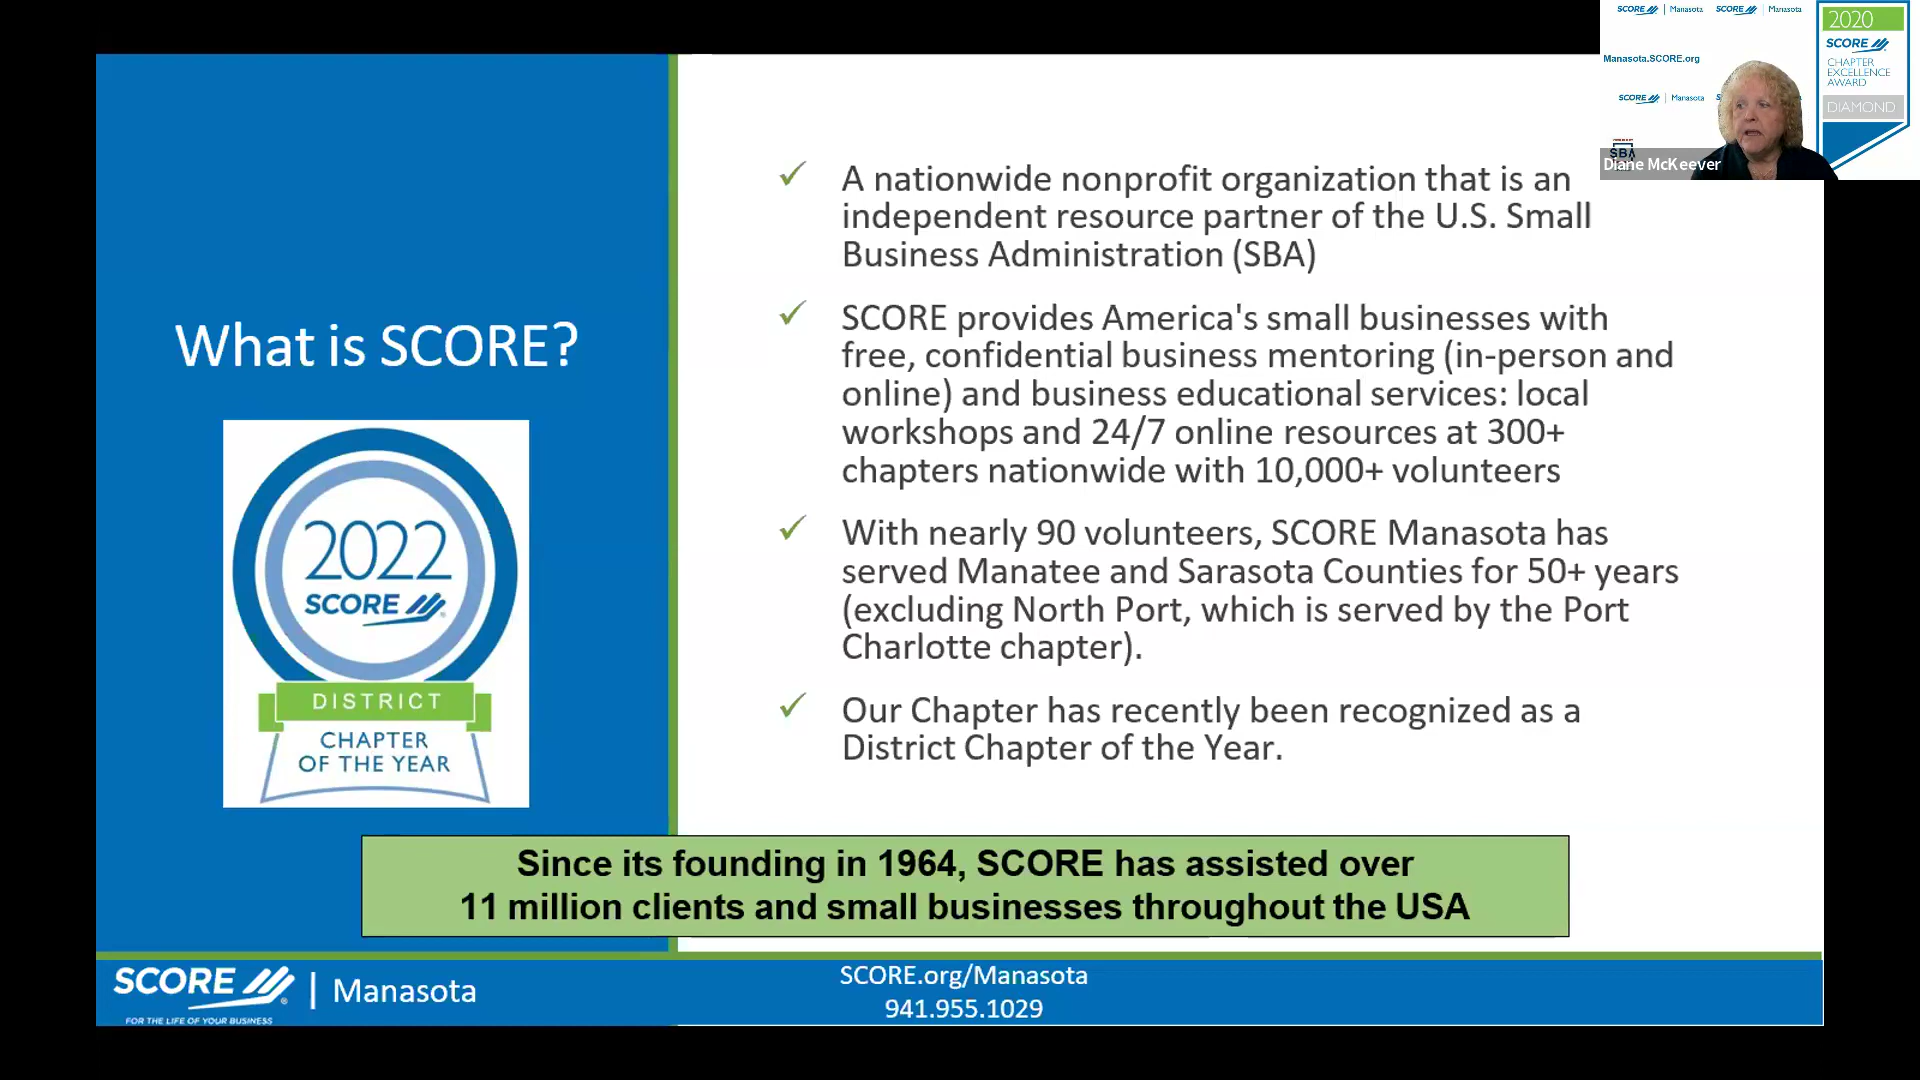 What is SCORE?
2022
SCORE
DISTRICT
CHAPTER
OF THE YEAR
A nationwide nonprofit organization that is an
independent resource partner of the U.S. Small
Business Administration (SBA)
SCORE provides America's small businesses with
free, confidential business mentoring (in-person and
online) and business educational services: local
workshops and 24/7 online resources at 300+
chapters nationwide with 10,000+ volunteers
With nearly 90 volunteers, SCORE Manasota has
served Manatee and Sarasota Counties for 50+ years
(excluding North Port, which is served by the Port
Charlotte chapter).
Our Chapter has recently been recognized as a
District Chapter of the Year.
Since its founding in 1964, SCORE has assisted over
11 million clients and small businesses throughout the USA
SCORE | Manasota
FOR THE LIFE OF YOUR BUSINESS
SCORE.org/Manasota
941.955.1029
SCORE | Manasota SCORE | Manasota
Manasota.SCORE.org
SCORE | Manasota
SBA
Diane McKeever
2020
SCORE
CHAPTER
EXCELLENCE
AWARD
DIAMOND